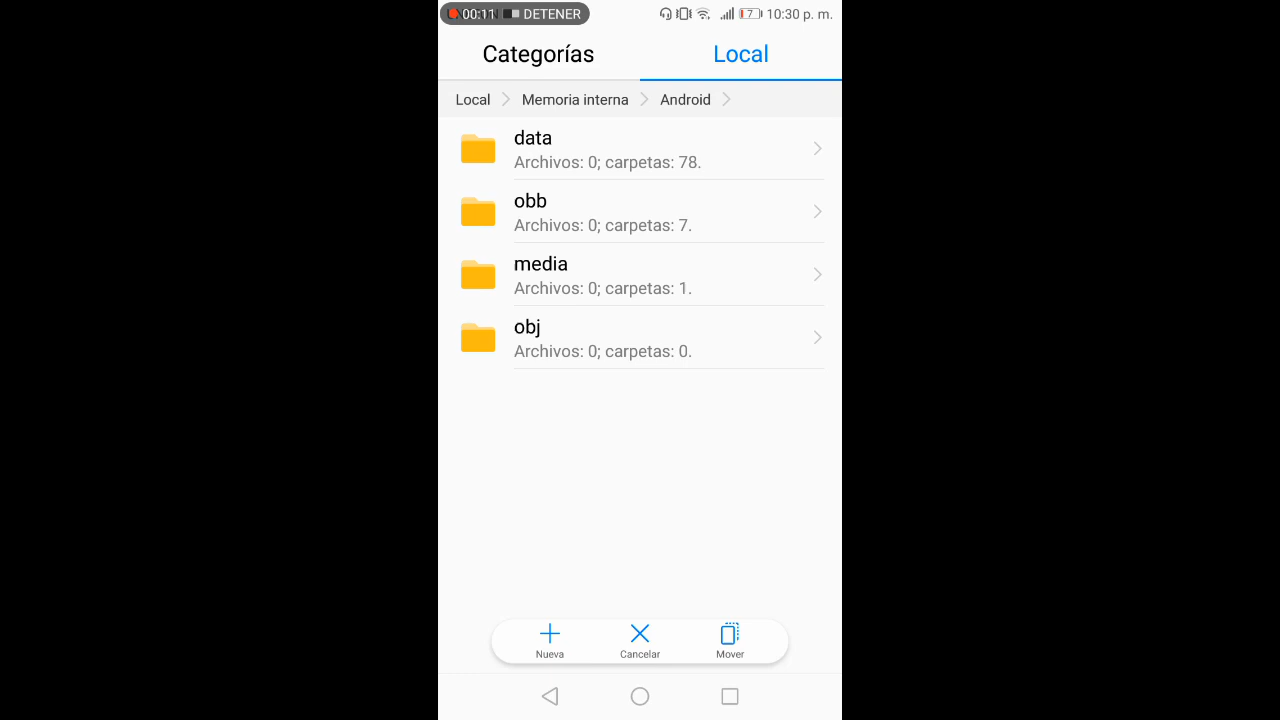 00:11 DETENER 7 10:30 p. m.
Categorías Local
Local Memoria interna Android
data
Archivos: 0; carpetas: 78.
obb
Archivos: 0; carpetas: 7.
media
Archivos: 0; carpetas: 1.
obj
Archivos: 0; carpetas: 0.
Nueva Cancelar Mover